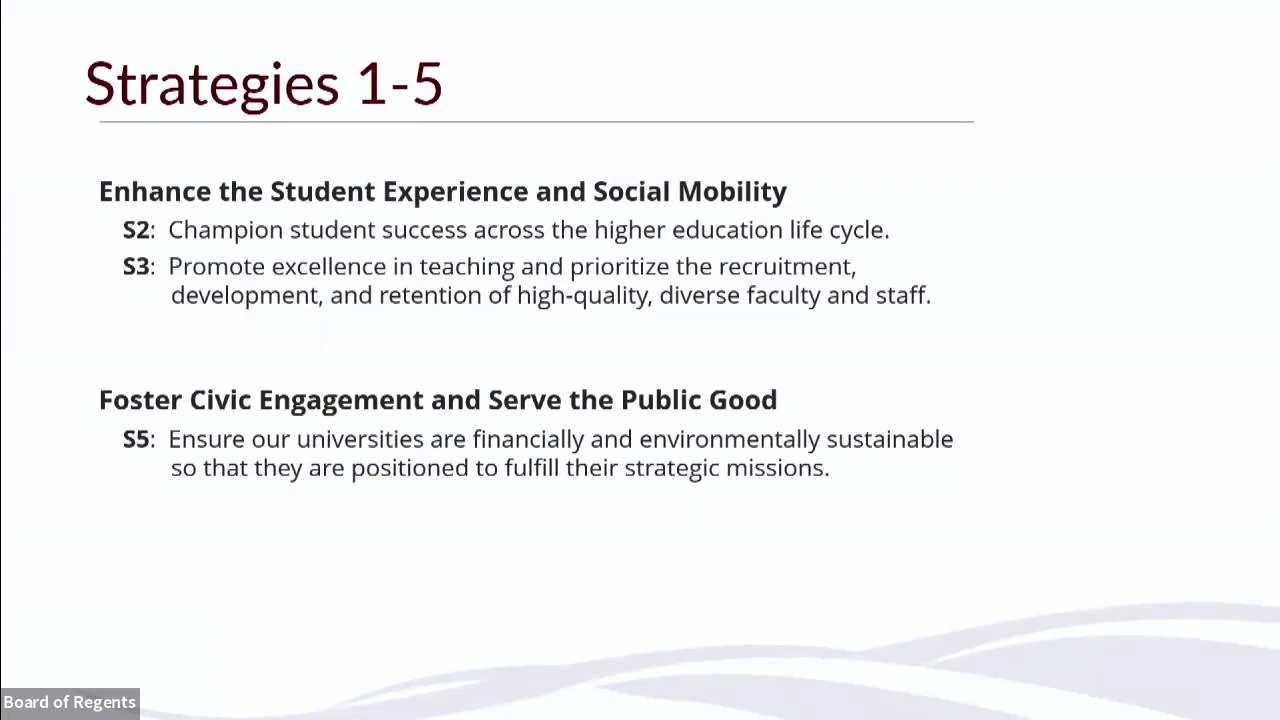 Strategies 1-5
Enhance the Student Experience and Social Mobility
S2: Champion student success across the higher education life cycle.
S3: Promote excellence in teaching and prioritize the recruitment,
development, and retention of high-quality, diverse faculty and staff.
Foster Civic Engagement and Serve the Public Good
S5: Ensure our universities are financially and environmentally sustainable
so that they are positioned to fulfill their strategic missions.
Board of Regents